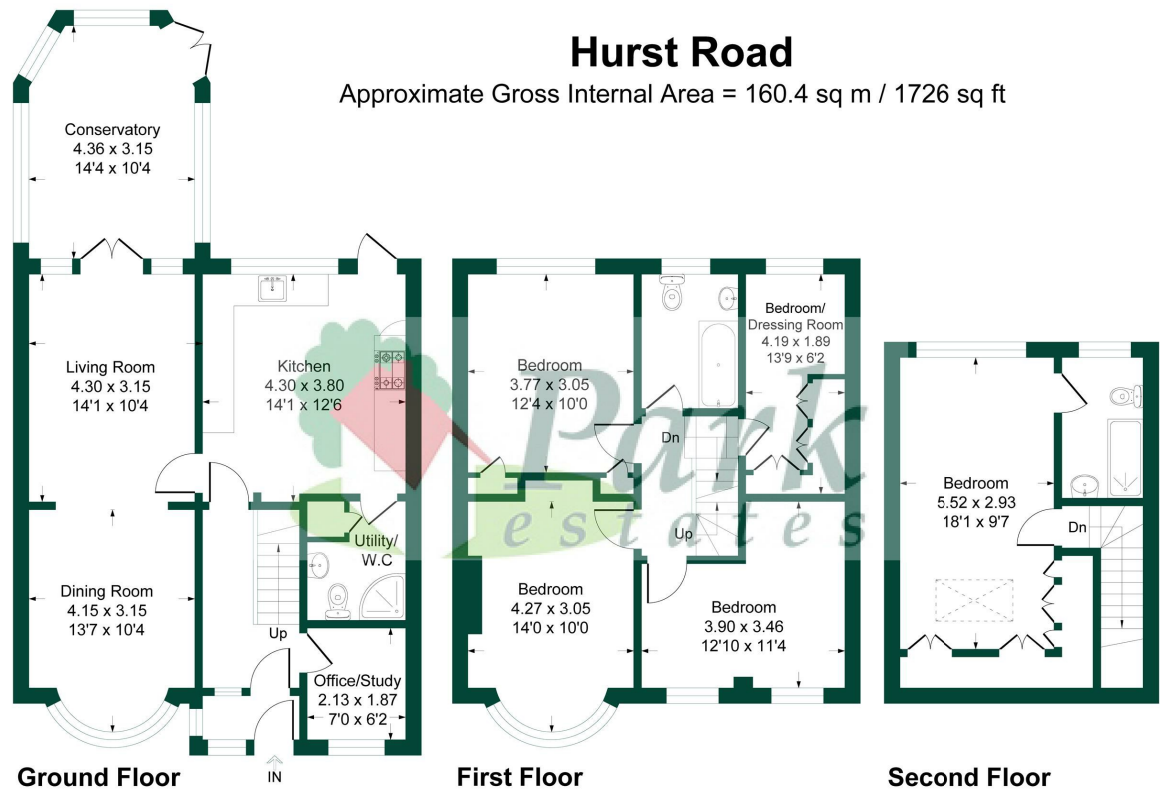 Hurst Road
Approximate Gross Internal Area = 160.4 sq m / 1726 sq ft
Conservatory
4.36 x 3.15
14'4 x 10'4
Living Room
4.30 x 3.15
14'1 x 10'4
Kitchen
4.30 x 3.80
14'1 x 12'6
Utility/
W.C
Dining Room
4.15 x 3.15
13'7 x 10'4
Up
Office/Study
2.13 x 1.87
7'0 x 6'2
IN
Ground Floor
Bedroom
3.77 x 3.05
12'4 x 10'0
Bedroom/
Dressing Room
4.19 x 1.89
13'9 x 6'2
Dn
Up
Bedroom
4.27 x 3.05
14'0 x 10'0
Bedroom
3.90 x 3.46
12'10 x 11'4
First Floor
Bedroom
5.52 x 2.93
18'1 x 9'7
Dn
Second Floor
Park
estates